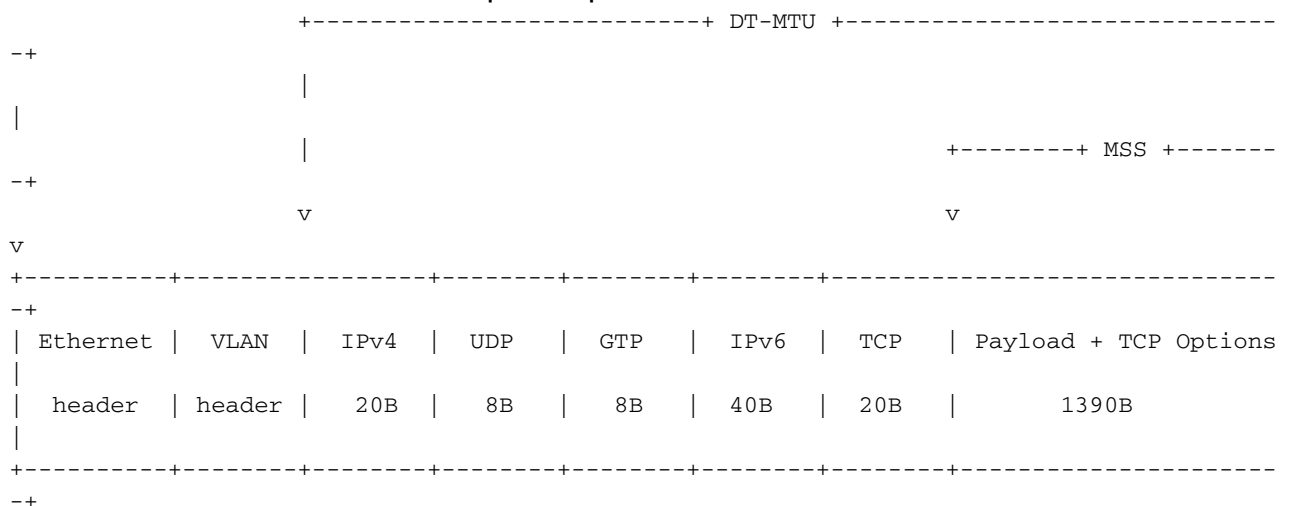 +---------------------------+ DT-MTU +------------------------------
-+
|
|
| +--------+ MSS +-------
-+
v v
v
+----------+-----------------+--------+--------+--------+-------------------------------
-+
| Ethernet | VLAN | IPv4 | UDP | GTP | IPv6 | TCP | Payload + TCP Options
|
| header | header | 20B | 8B | 8B | 40B | 20B | 1390B
|
+----------+--------+--------+--------+--------+--------+--------+----------------------
-+